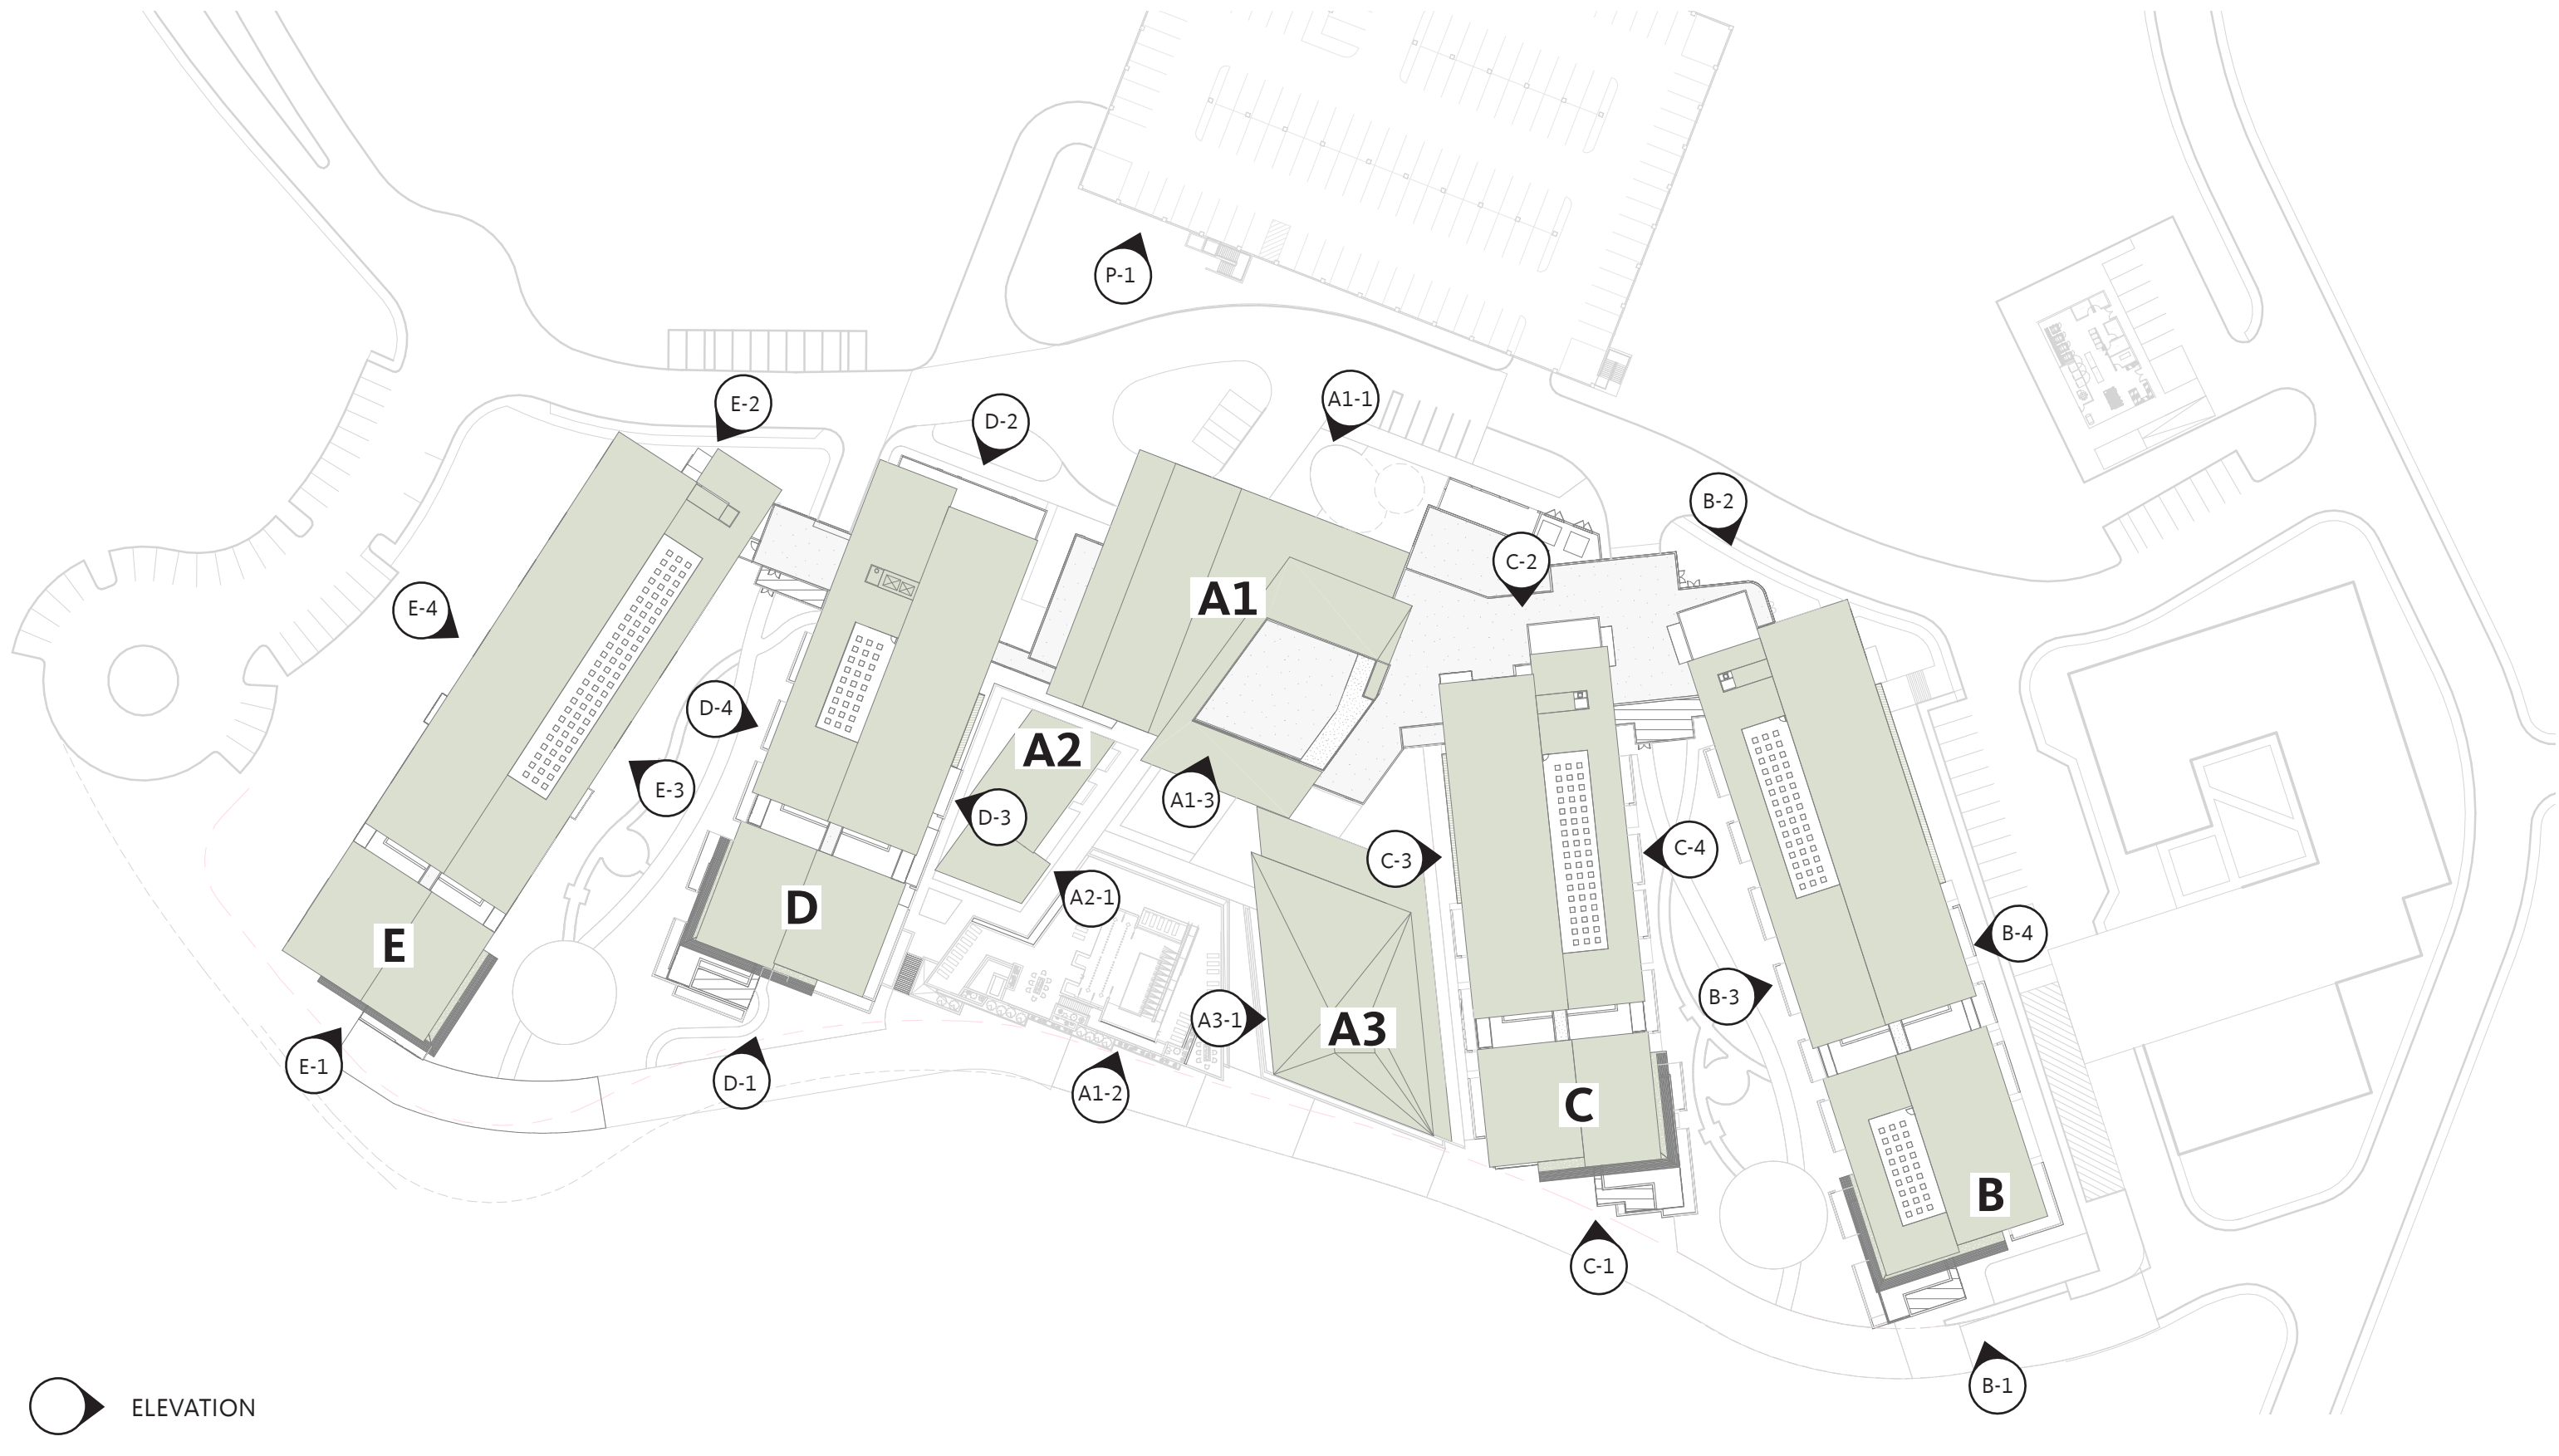 P-1
E-2
A1-1
D-2
B-2
C-2
A1
E-4
D-4
A2
E-3
A1-3
D-3
C-4
C-3
A2-1
D
B-4
E
B-3
A3-1
A3
E-1
D-1
A1-2
C
B
C-1
B-1
ELEVATION